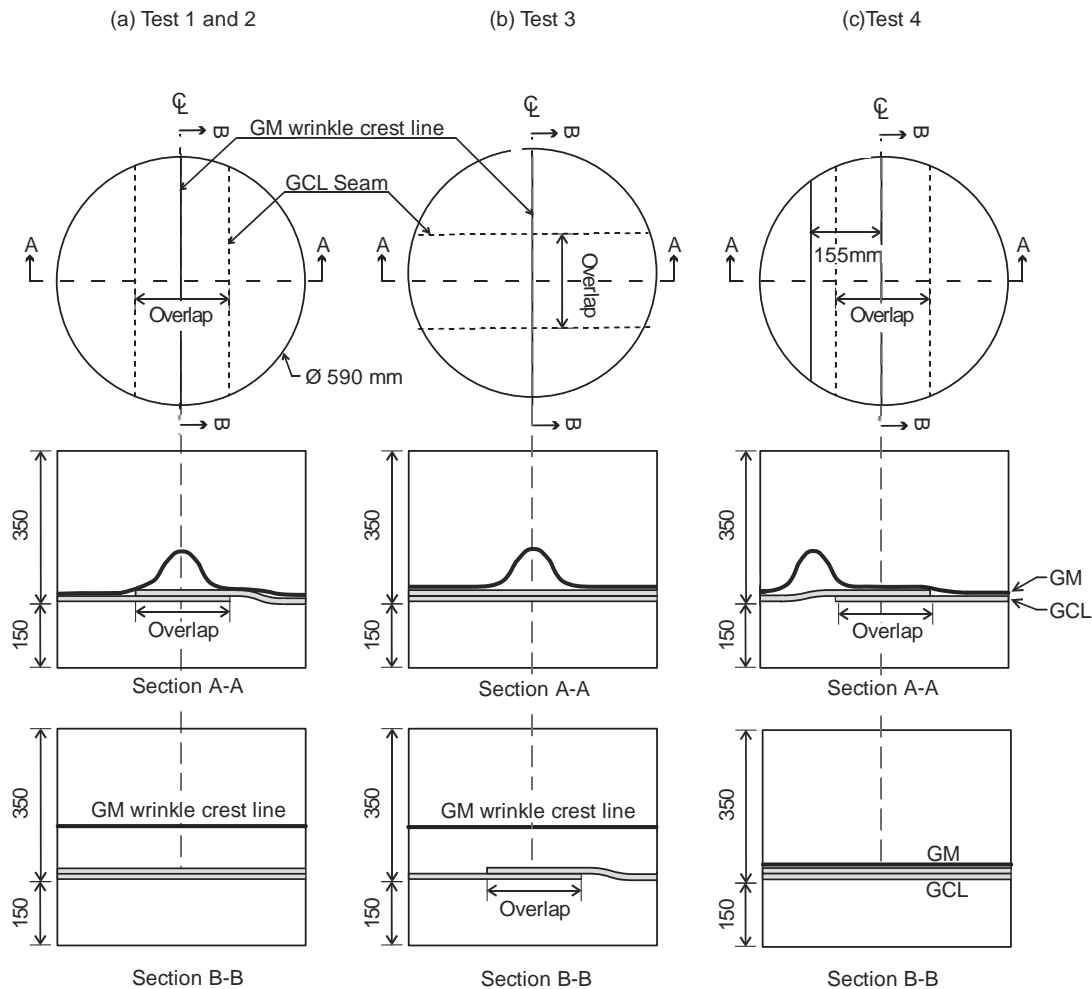 (a) Test 1 and 2
(b) Test 3
(c)Test 4
℄
B
GM wrinkle crest line
GCL Seam
A
A
Overlap
Ø 590 mm
B
℄
B
A
A
Overlap
B
℄
B
A
A
155mm
Overlap
B
350
150
Overlap
Section A-A
350
150
Section A-A
350
150
Overlap
GM
GCL
Section A-A
350
150
GM wrinkle crest line
Section B-B
350
150
GM wrinkle crest line
Overlap
Section B-B
350
150
GM
GCL
Section B-B